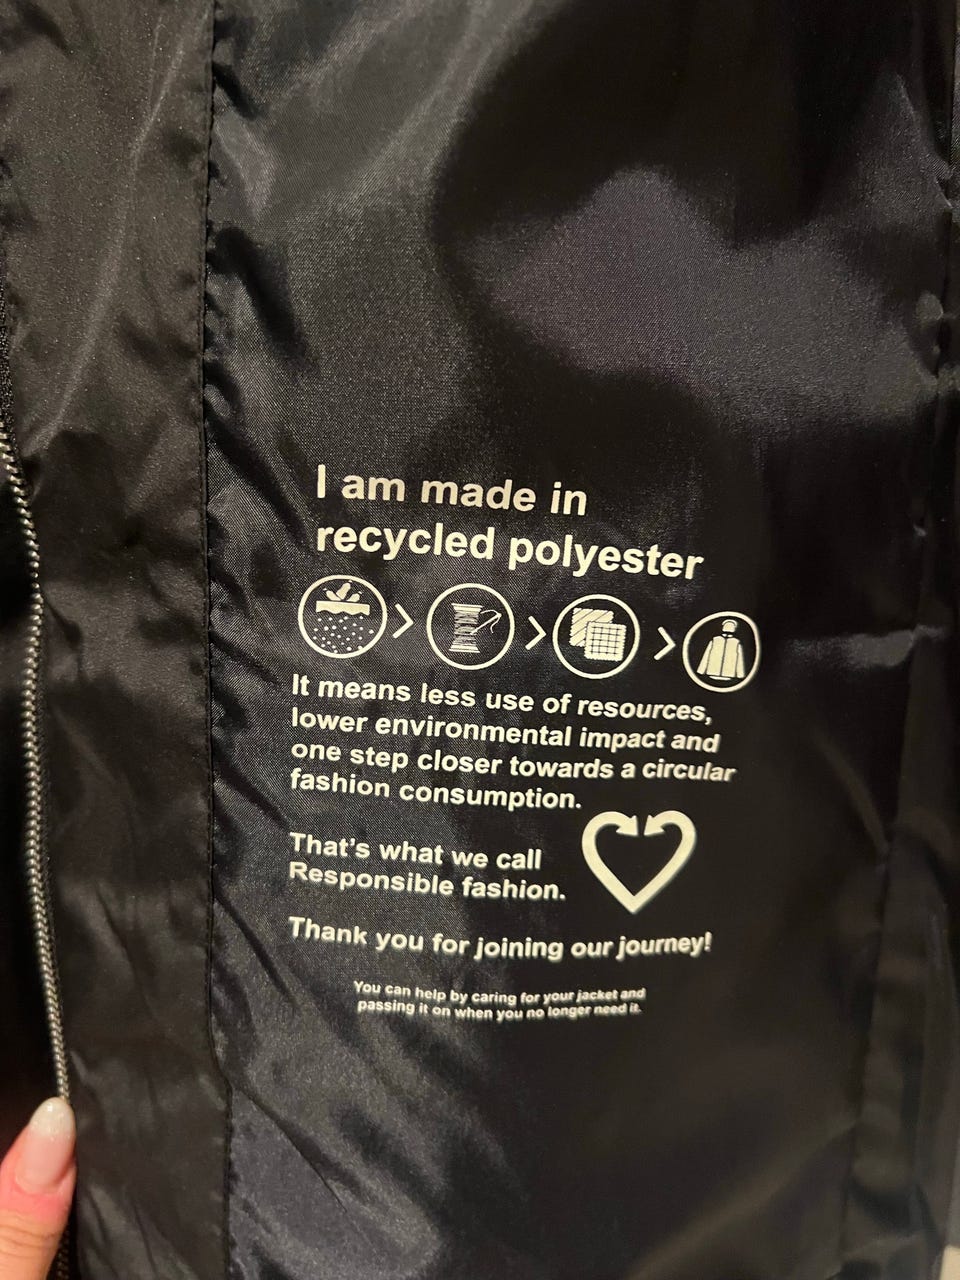 I am made in
recycled polyester
It means less use of resources,
lower environmental impact and
one step closer towards a circular
fashion consumption.
That's what we call
Responsible fashion.
Thank you for joining our journey!
You can help by caring for your jacket and
passing it on when you no longer need it.